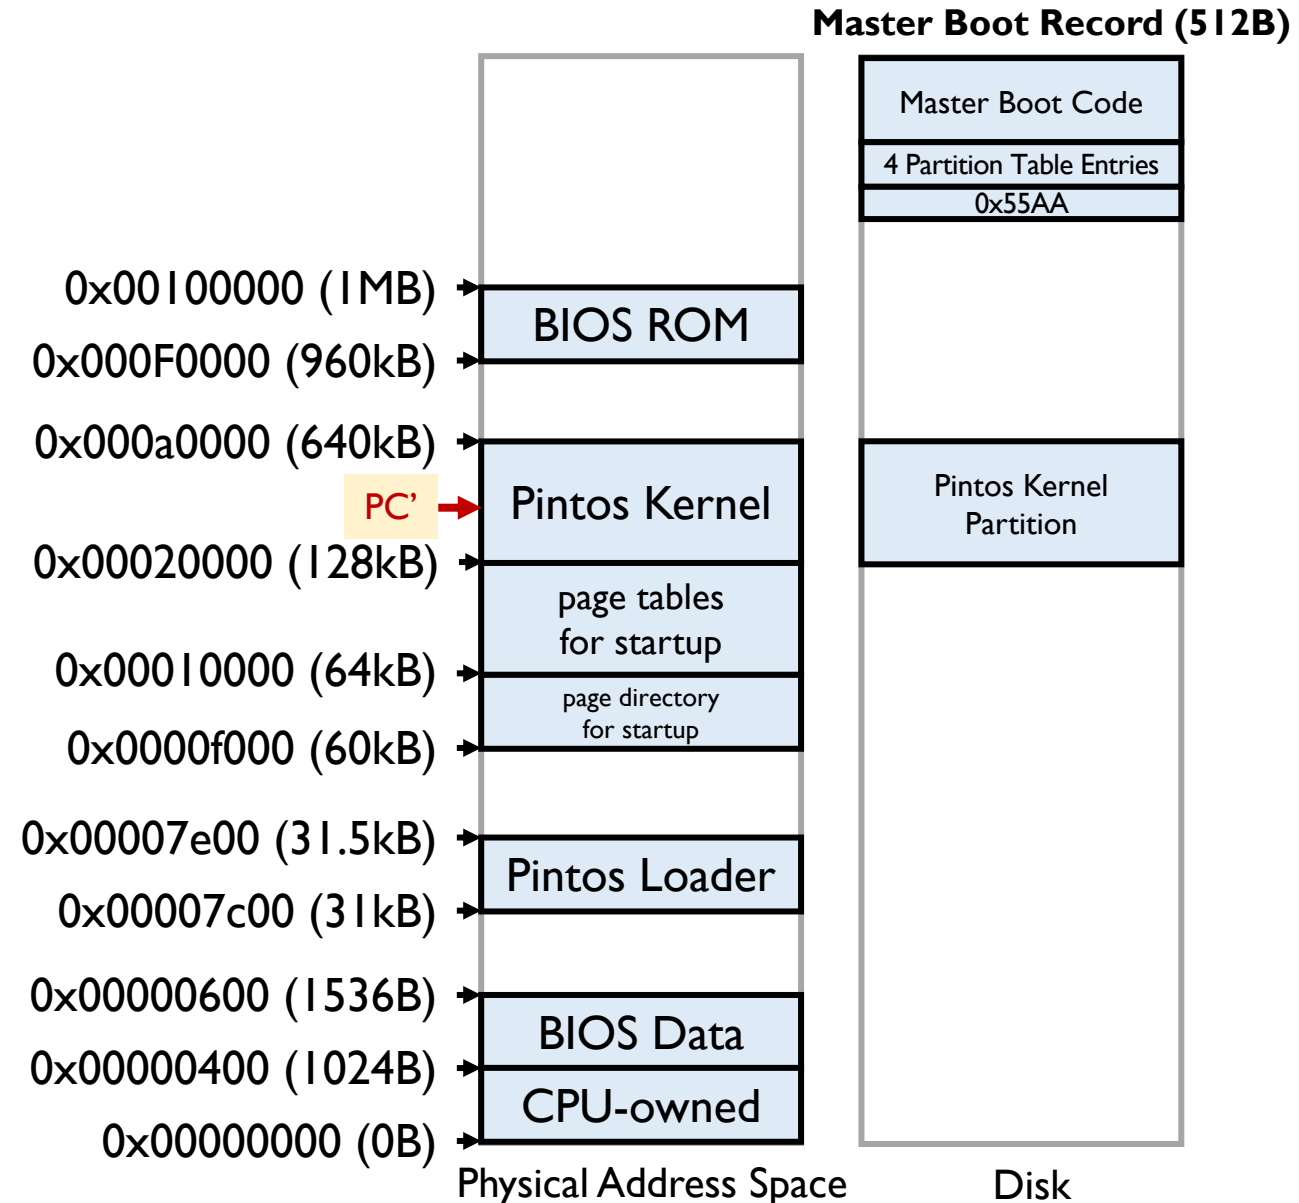 Master Boot Record (512B)
Master Boot Code
4 Partition Table Entries
0x55AA
0x00100000 (1MB)
BIOS ROM
0x000F0000 (960kB)
0x000a0000 (640kB)
PC’
Pintos Kernel
Pintos Kernel
Partition
0x00020000 (128kB)
page tables
for startup
0x00010000 (64kB)
page directory
for startup
0x0000f000 (60kB)
0x00007e00 (31.5kB)
Pintos Loader
0x00007c00 (31kB)
0x00000600 (1536B)
BIOS Data
0x00000400 (1024B)
CPU-owned
0x00000000 (0B)
Physical Address Space
Disk